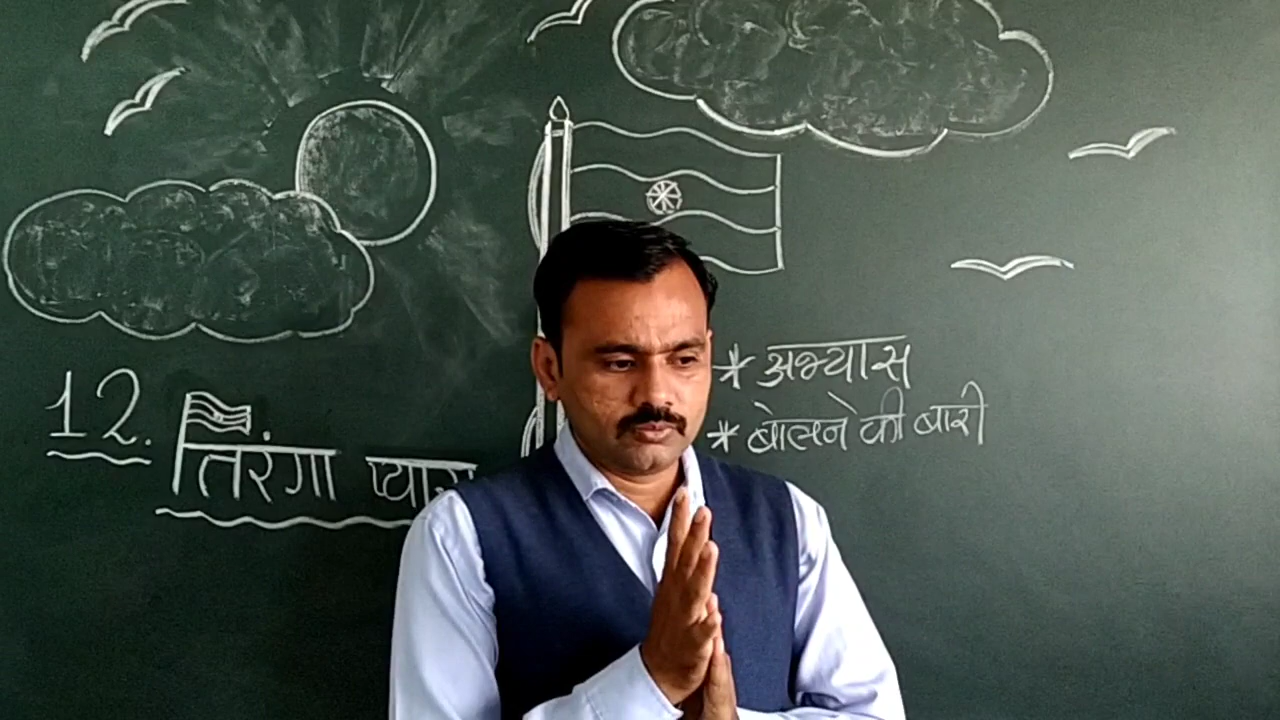 12.
तिरंगा प्यारा
* अभ्यास
* बोलने की बारी